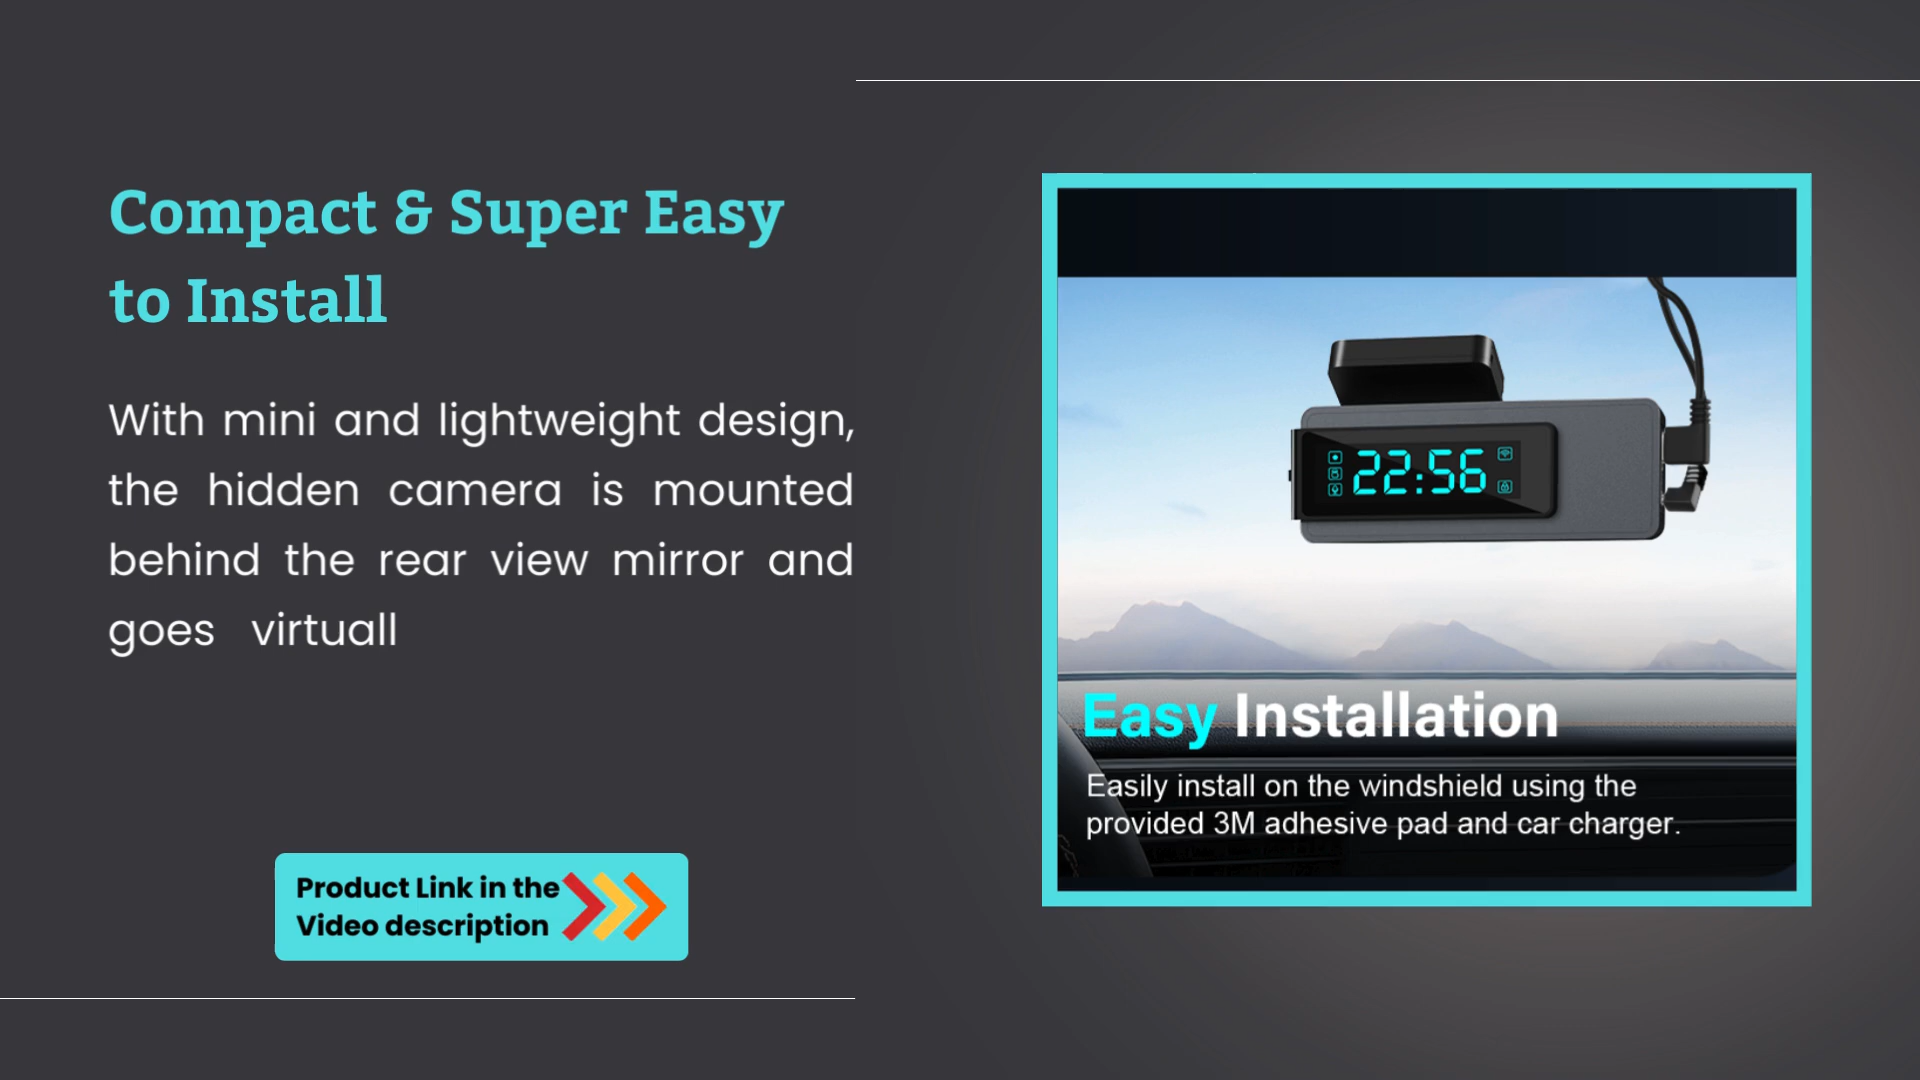 Compact & Super Easy
to Install
With mini and lightweight design,
the hidden camera is mounted
behind the rear view mirror and
goes virtuall
Product Link in the
Video description
22:56
Easy Installation
Easily install on the windshield using the
provided 3M adhesive pad and car charger.